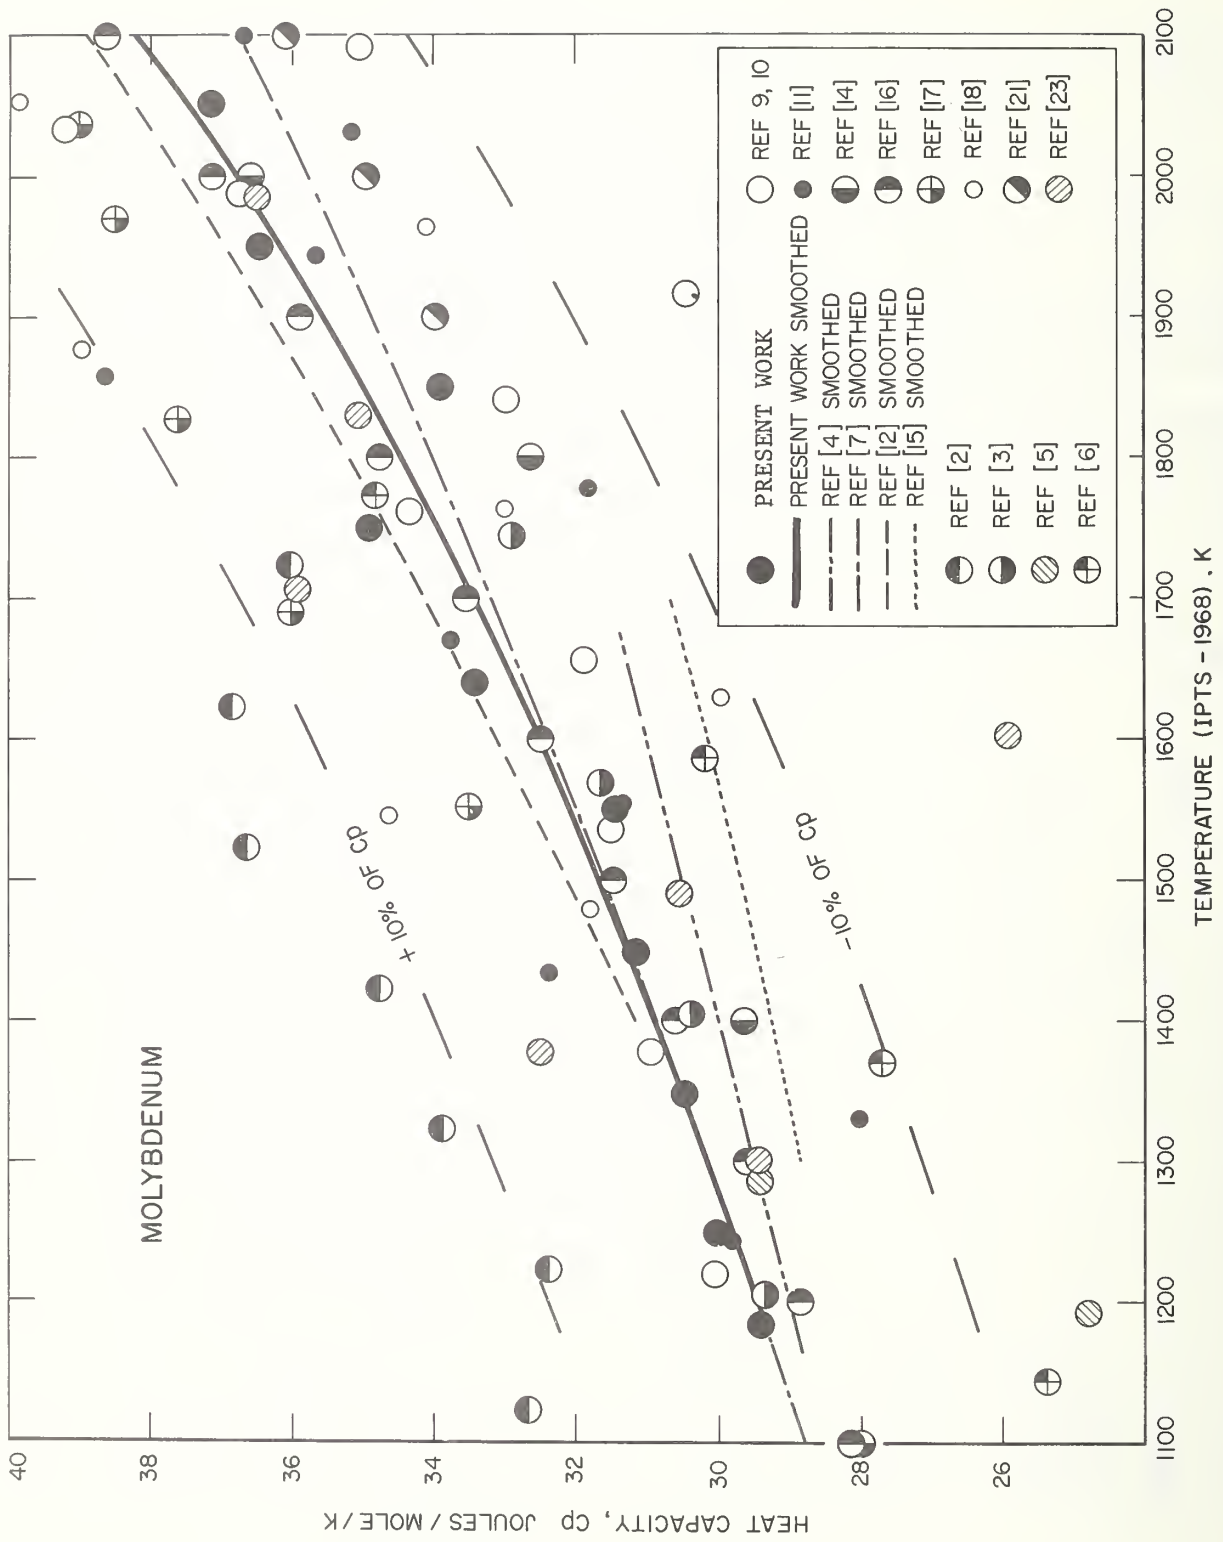 MOLYBDENUM
HEAT CAPACITY, Cp JOULES / MOLE / K
40
38
36
34
32
30
28
26
+10% OF Cp
-10% OF Cp
1100
1200
1300
1400
1500
1600
1700
1800
1900
2000
2100
TEMPERATURE (IPTS - 1968), K
PRESENT WORK
PRESENT WORK SMOOTHED
REF [4] SMOOTHED
REF [7] SMOOTHED
REF [12] SMOOTHED
REF [15] SMOOTHED
REF [2]
REF [3]
REF [5]
REF [6]
REF 9, 10
REF [11]
REF [14]
REF [16]
REF [17]
REF [18]
REF [21]
REF [23]